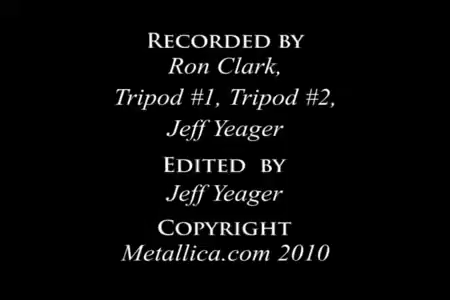 RECORDED BY
Ron Clark,
Tripod #1, Tripod #2,
Jeff Yeager
EDITED BY
Jeff Yeager
COPYRIGHT
Metallica.com 2010